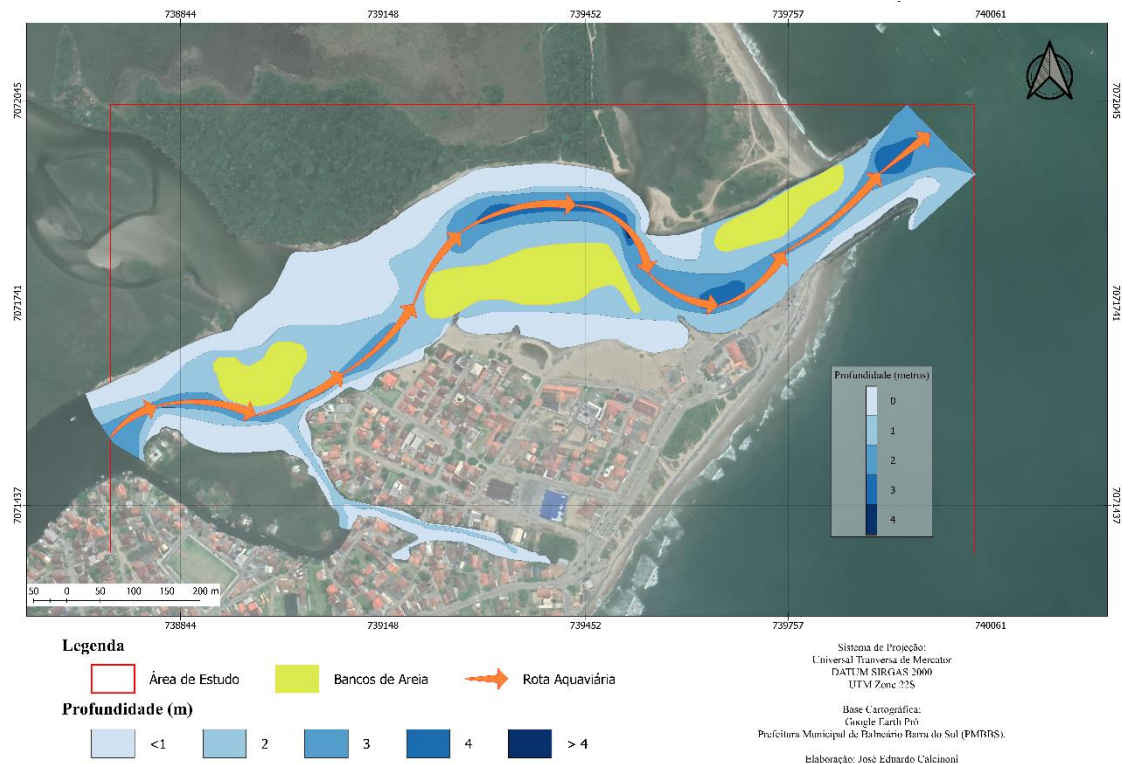 738844 739148 739452 739757 740061
7072045 7072045
7071741 7071741
7071437 7071437
Profundidade (metros)
0
1
2
3
4
50 0 50 100 150 200 m
738844 739148 739452 739757 740061
Legenda
Área de Estudo
Bancos de Areia
Rota Aquaviária
Profundidade (m)
<1
2
3
4
> 4
Sistema de Projeção:
Universal Tranversa de Mercator
DATUM SIRGAS 2000
UTM Zone 22S
Base Cartográfica:
Google Earth Pró
Prefeitura Municipal de Balneário Barra do Sul (PMBBS).
Elaboração: José Eduardo Calcinoni